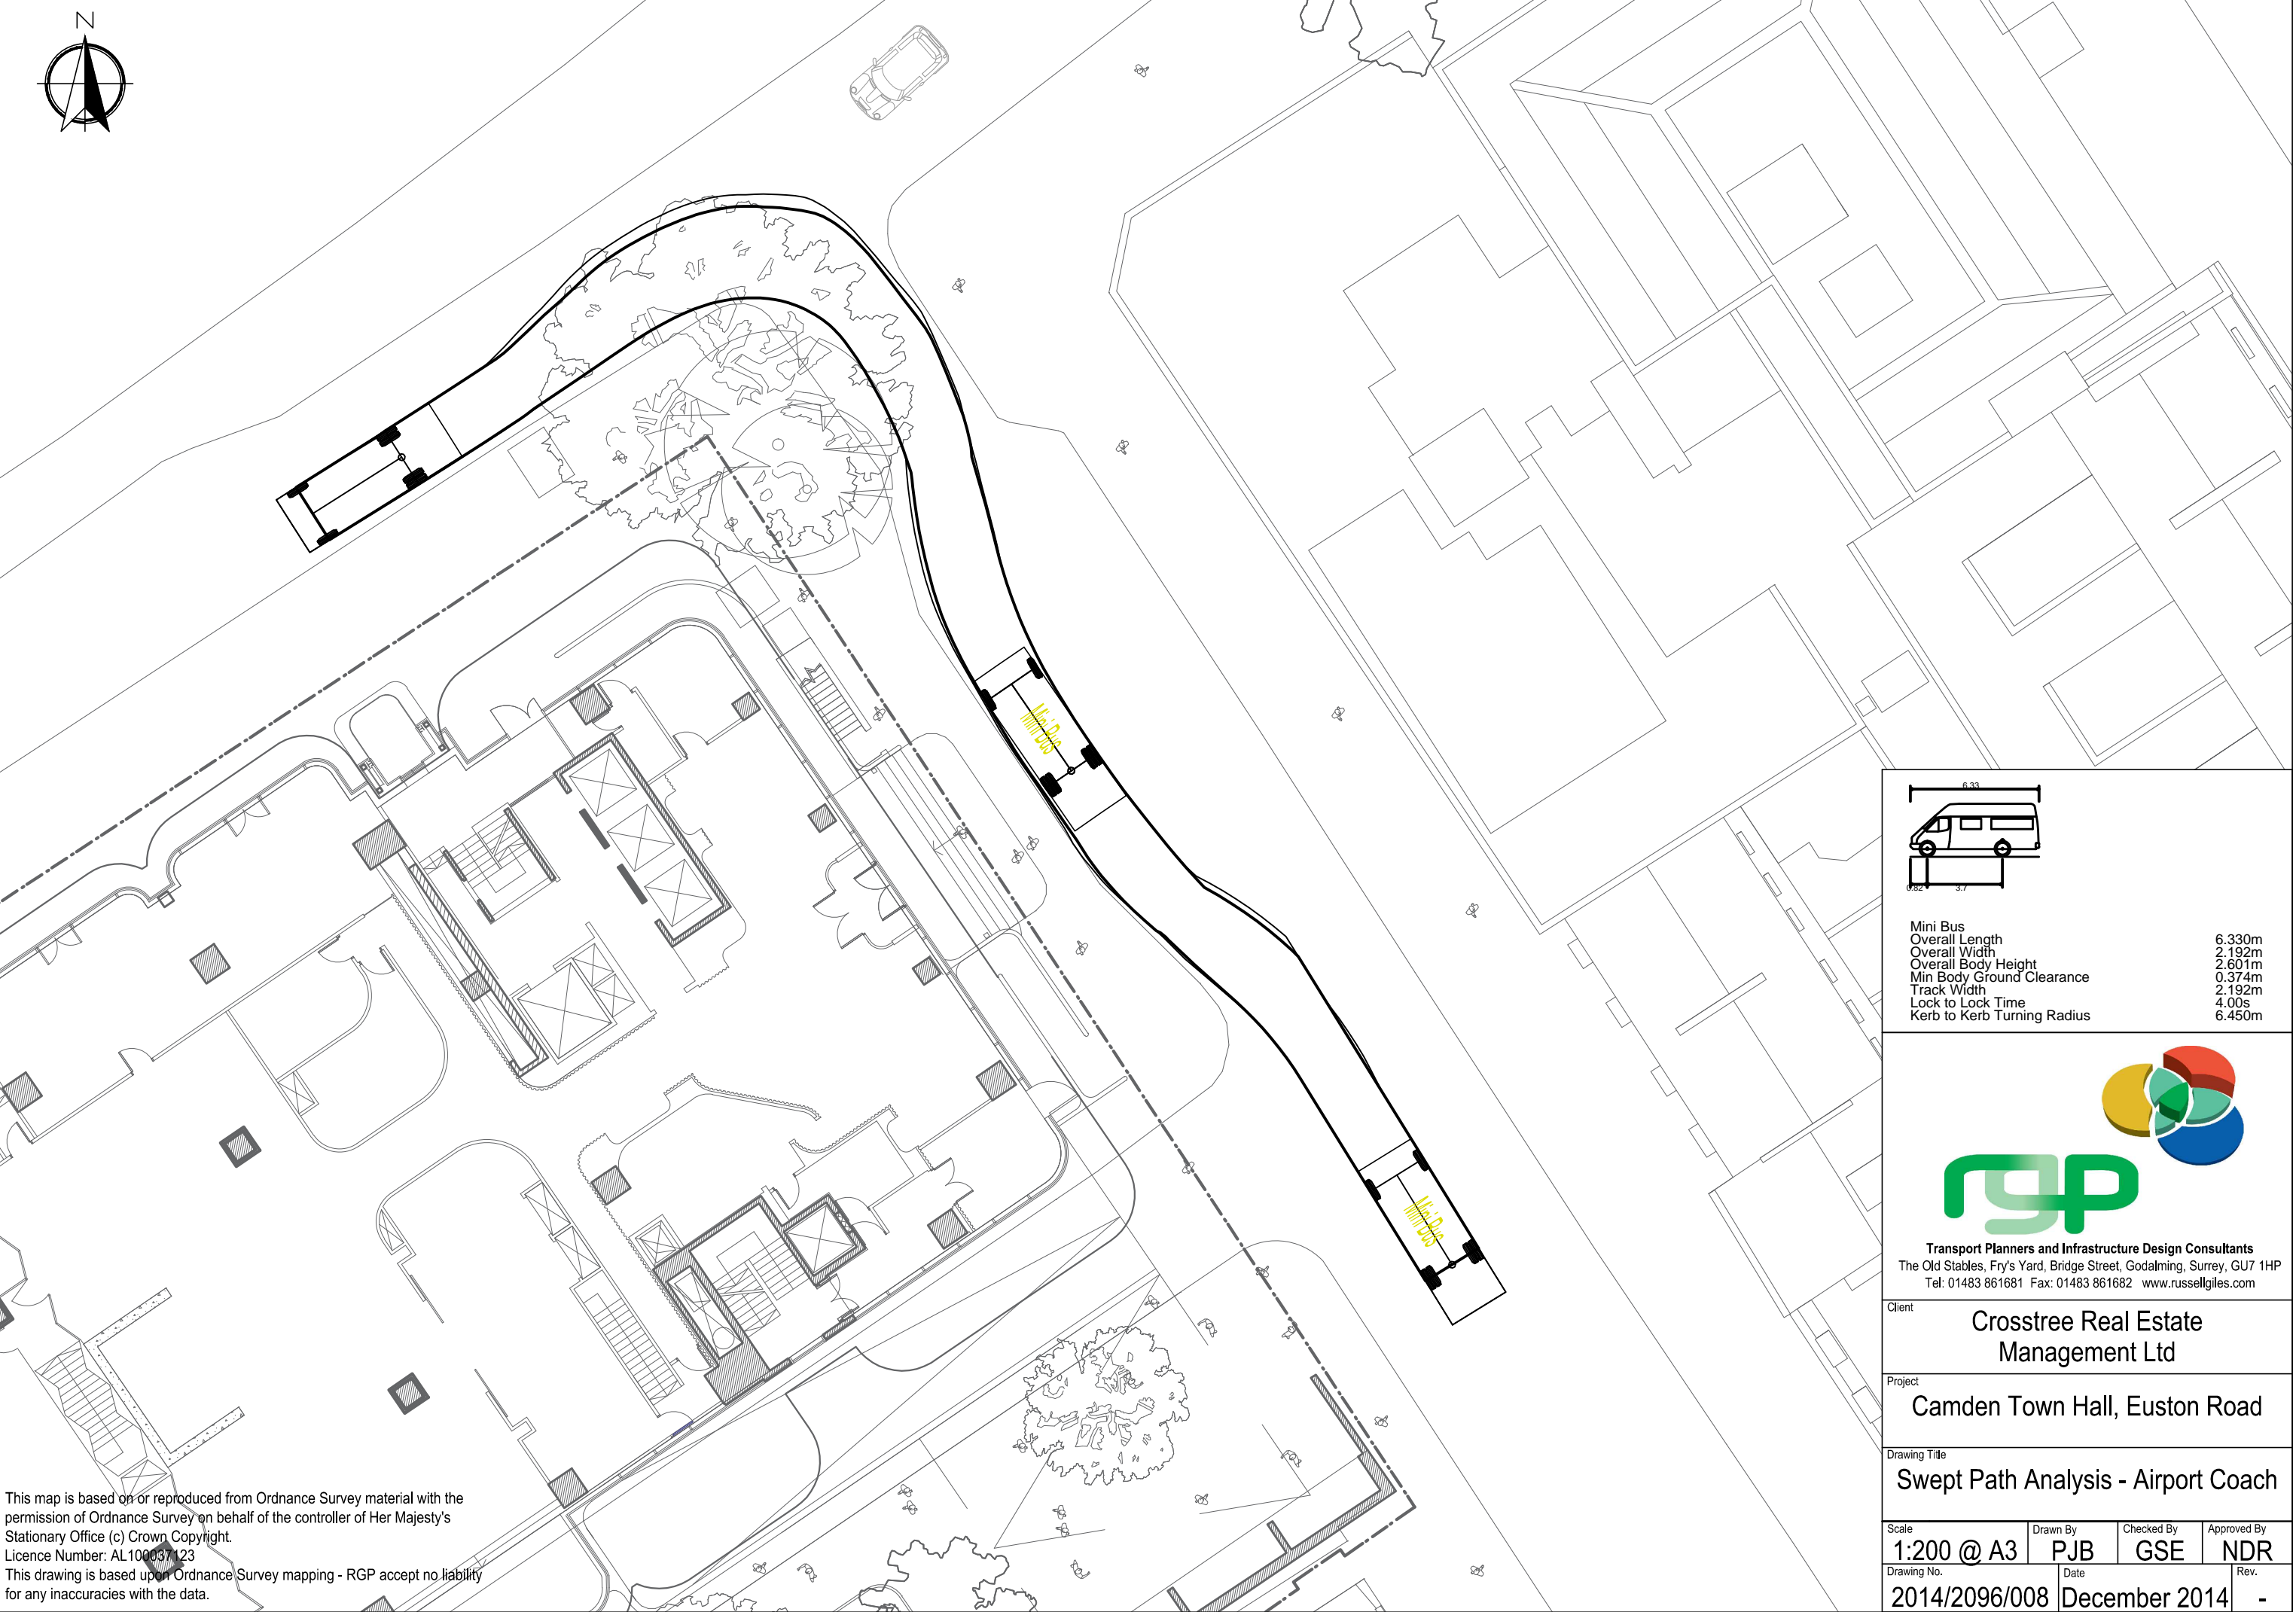 N
Mini Bus
Mini Bus
6.33
0.82
3.7
Mini Bus
Overall Length 6.330m
Overall Width 2.192m
Overall Body Height 2.601m
Min Body Ground Clearance 0.374m
Track Width 2.192m
Lock to Lock Time 4.00s
Kerb to Kerb Turning Radius 6.450m
rgp
Transport Planners and Infrastructure Design Consultants
The Old Stables, Fry's Yard, Bridge Street, Godalming, Surrey, GU7 1HP
Tel: 01483 861681 Fax: 01483 861682 www.russellgiles.com
Client
Crosstree Real Estate
Management Ltd
Project
Camden Town Hall, Euston Road
Drawing Title
Swept Path Analysis - Airport Coach
Scale Drawn By Checked By Approved By
1:200 @ A3 PJB GSE NDR
Drawing No. Date Rev.
2014/2096/008 December 2014 -
This map is based on or reproduced from Ordnance Survey material with the
permission of Ordnance Survey on behalf of the controller of Her Majesty's
Stationary Office (c) Crown Copyright.
Licence Number: AL100037123
This drawing is based upon Ordnance Survey mapping - RGP accept no liability
for any inaccuracies with the data.